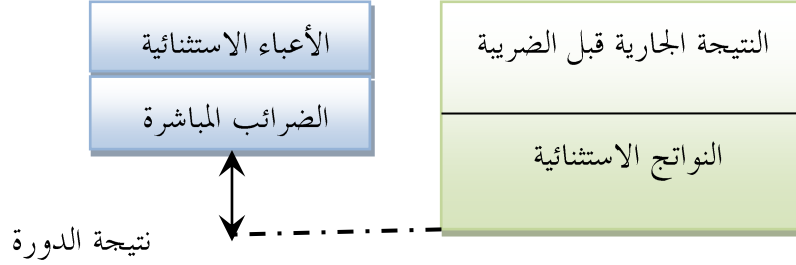 النتيجة الجارية قبل الضريبة
الأعباء الاستثنائية
الضرائب المباشرة
النواتج الاستثنائية
نتيجة الدورة